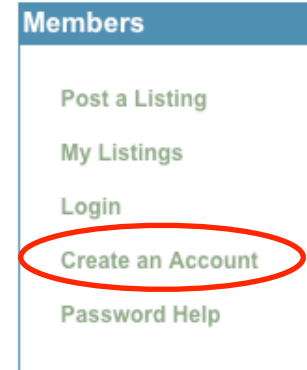 Members
Post a Listing
My Listings
Login
Create an Account
Password Help